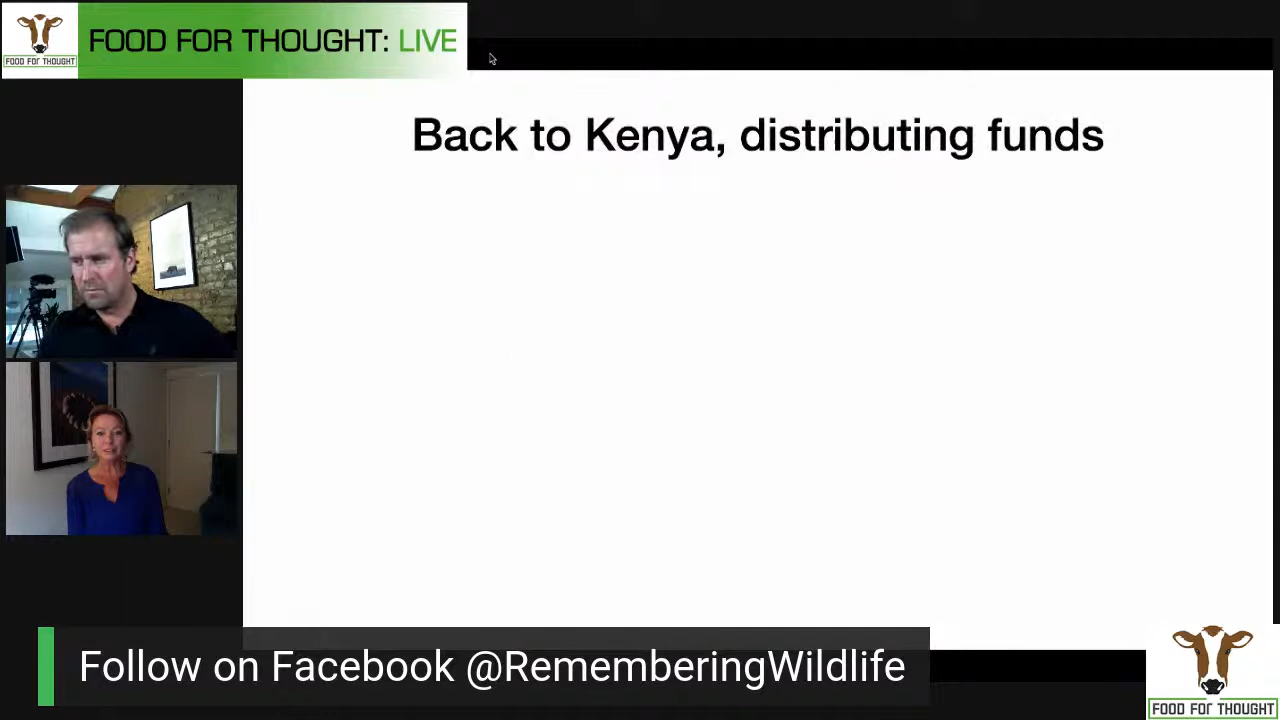 FOOD FOR THOUGHT
FOOD FOR THOUGHT: LIVE
Back to Kenya, distributing funds
Follow on Facebook @RememberingWildlife
FOOD FOR THOUGHT